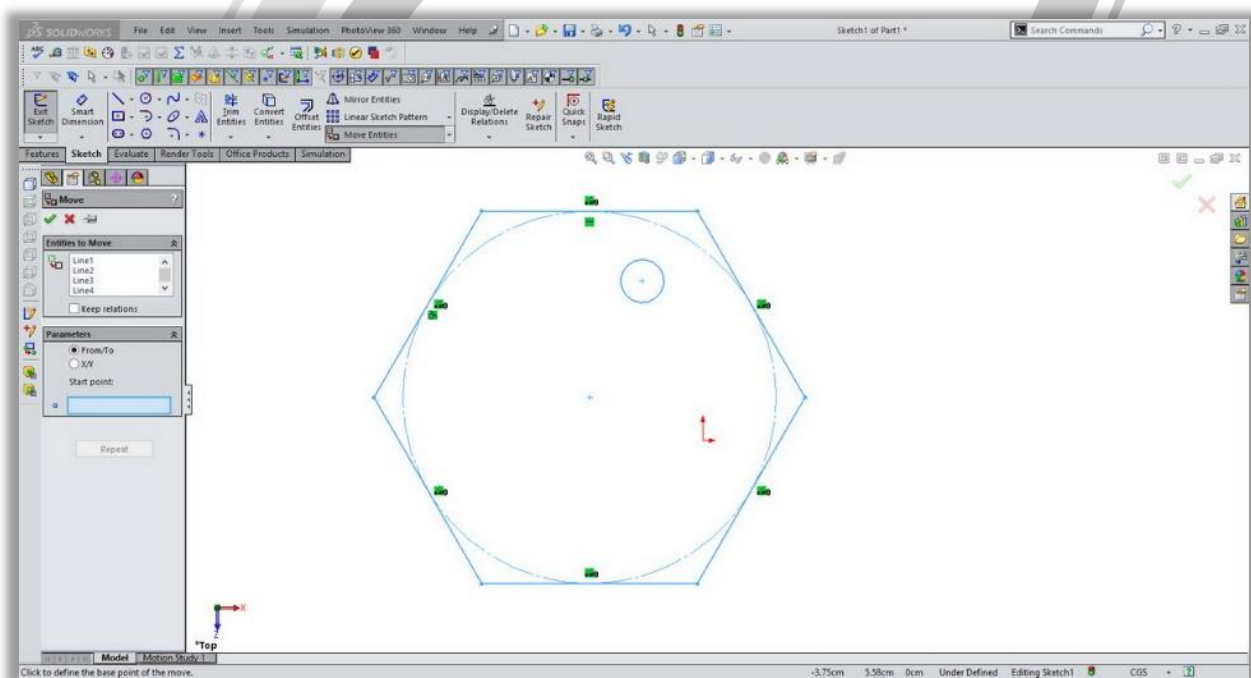 SOLIDWORKS File Edit View Insert Tools Simulation PhotoView 360 Window Help Sketch1 of Part1 * Search Commands
Exit Sketch
Smart Dimension
Trim Entities
Convert Entities
Offset Entities
Mirror Entities
Linear Sketch Pattern
Move Entities
Display/Delete Relations
Repair Sketch
Quick Snaps
Rapid Sketch
Features Sketch Evaluate Render Tools Office Products Simulation
Move ?
Entities to Move
Line1
Line2
Line3
Line4
Keep relations
Parameters
From/To
X/Y
Start point:
Repeat
X
Z
*Top
Model Motion Study 1
Click to define the base point of the move. -3.75cm 5.58cm 0cm Under Defined Editing Sketch1 CGS